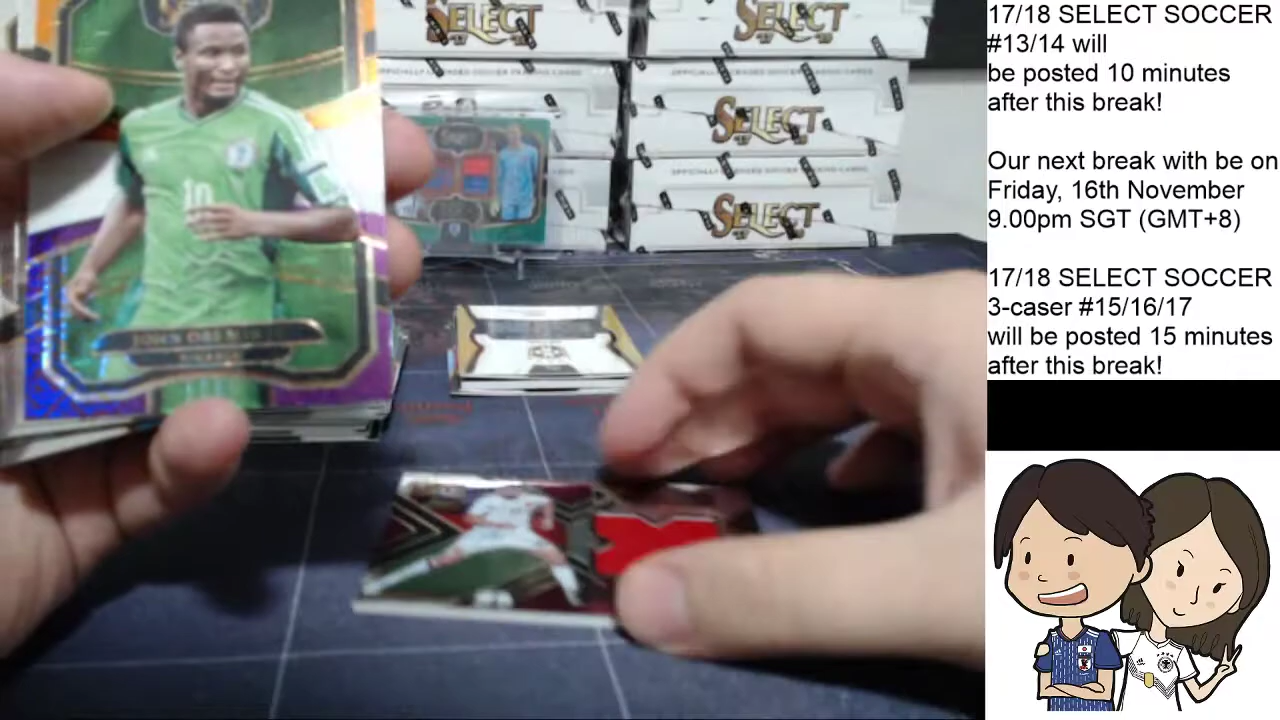 17/18 SELECT SOCCER
#13/14 will
be posted 10 minutes
after this break!
Our next break with be on
Friday, 16th November
9.00pm SGT (GMT+8)
17/18 SELECT SOCCER
3-caser #15/16/17
will be posted 15 minutes
after this break!
SELECT
SELECT
SELECT
SELECT
10
JOHN